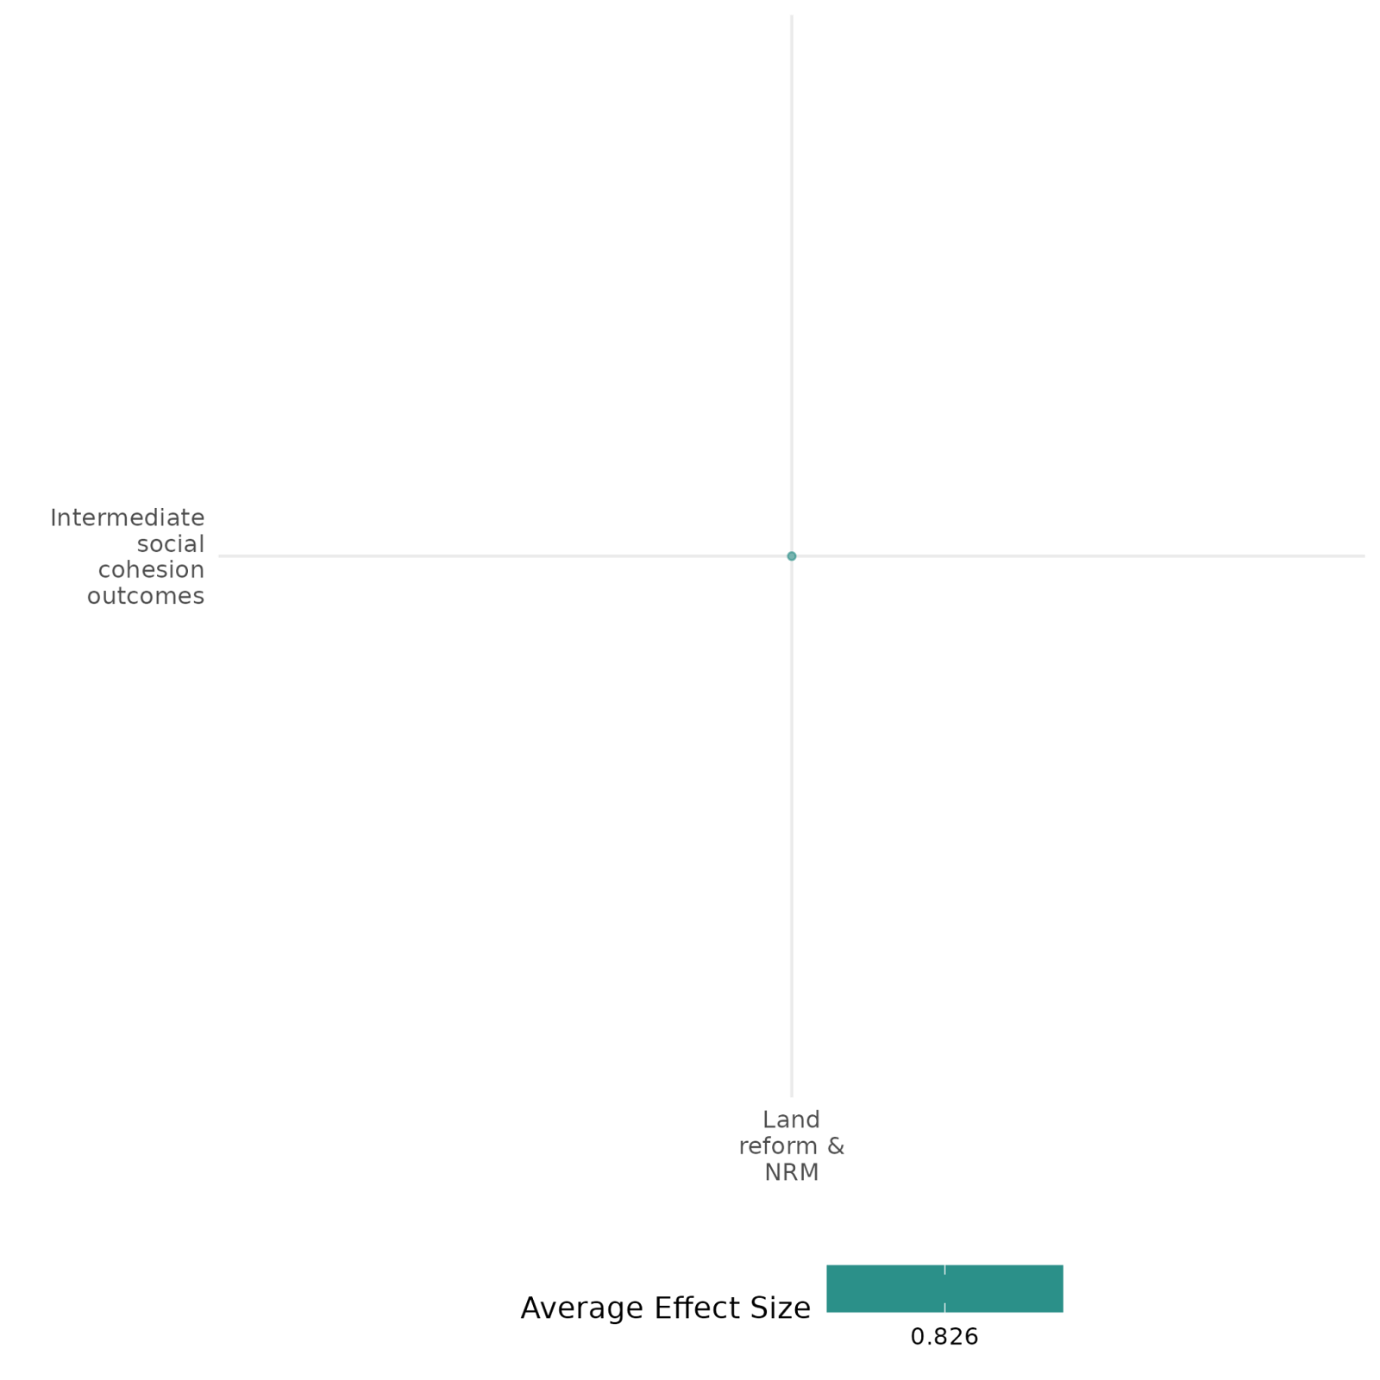 Intermediate
social
cohesion
outcomes
Land
reform &
NRM
Average Effect Size
0.826